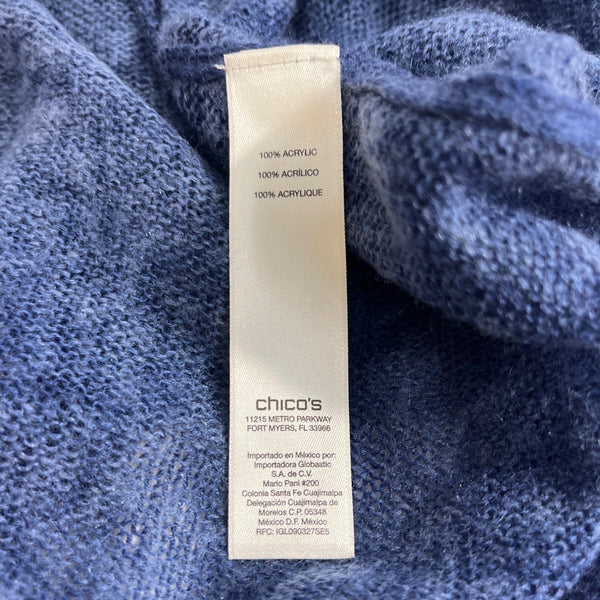 100% ACRYLIC
100% ACRÍLICO
100% ACRYLIQUE
chico's
11215 METRO PARKWAY
FORT MYERS, FL 33966
Importado en México por:
Importadora Globastic
S.A. de C.V.
Mario Pani #200
Colonia Santa Fe Cuajimalpa
Delegación Cuajimalpa de
Morelos C.P. 05348
México D.F. México
RFC: IGL090327SE5